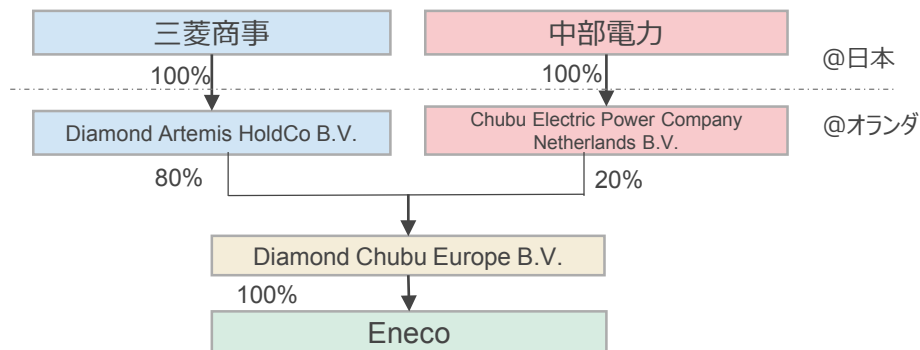 三菱商事
中部電力
100%
100%
@日本
Diamond Artemis HoldCo B.V.
Chubu Electric Power Company
Netherlands B.V.
@オランダ
80%
20%
Diamond Chubu Europe B.V.
100%
Eneco